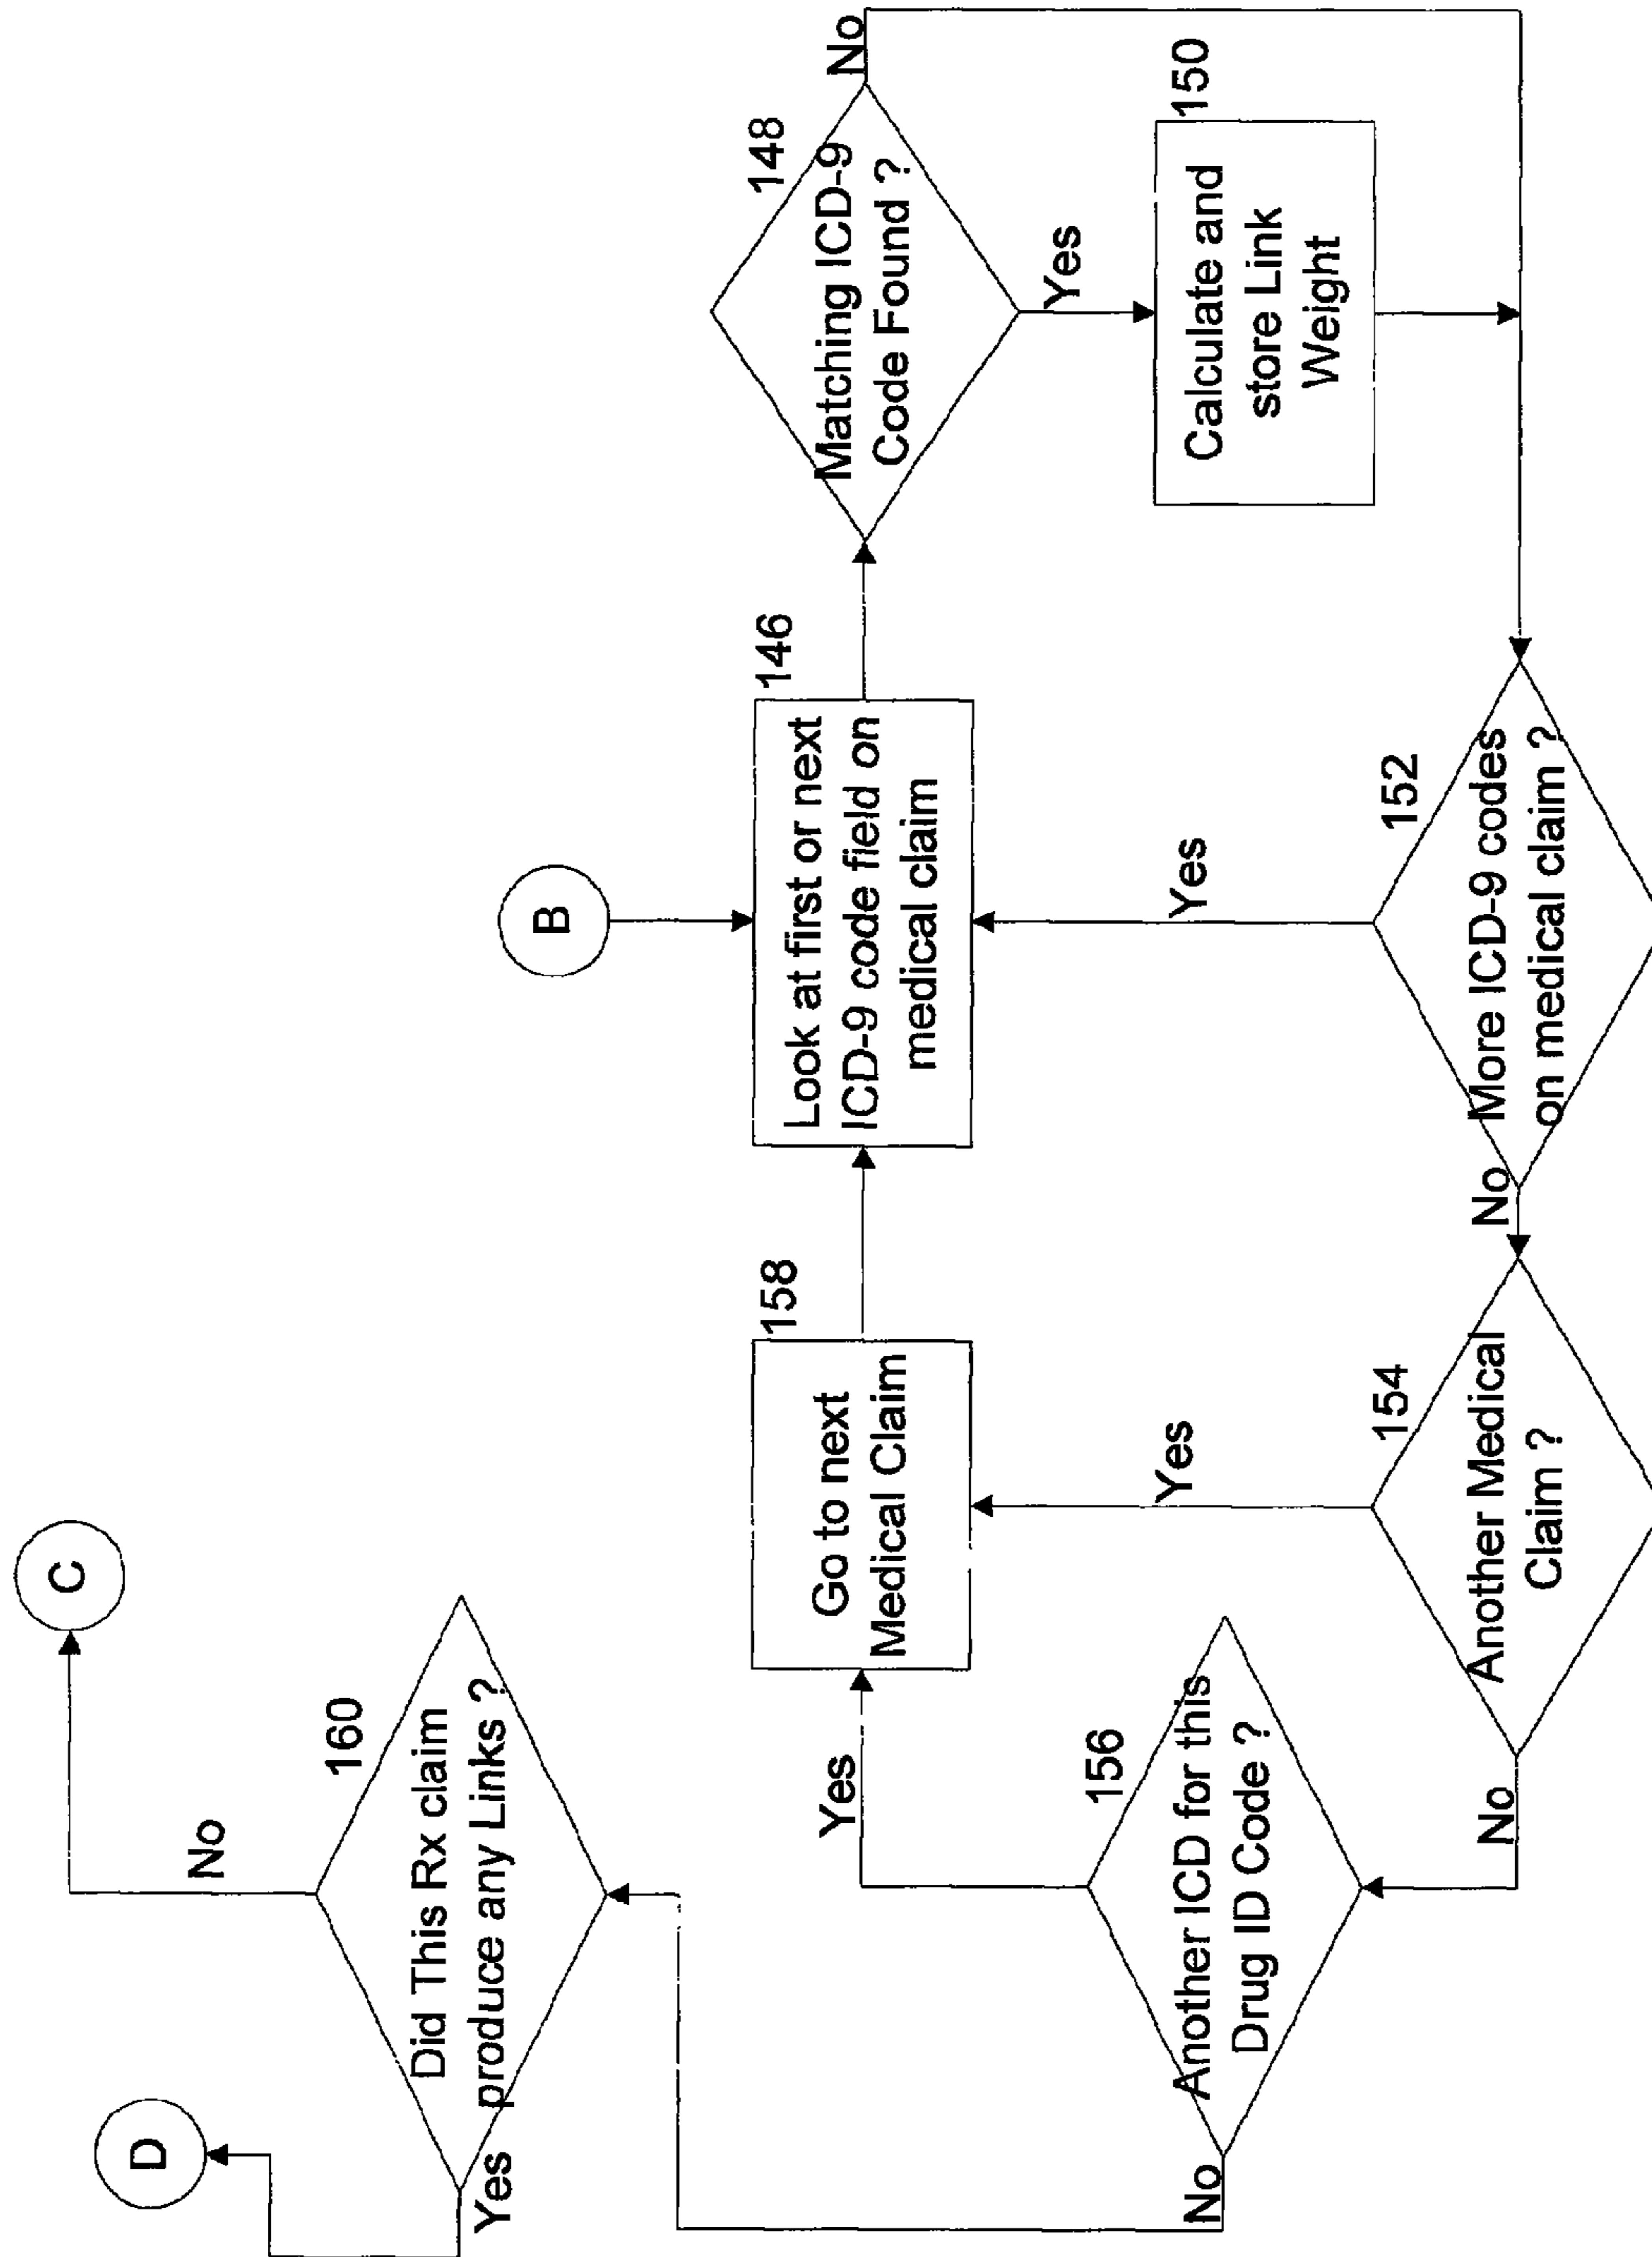 D
C
160
Did This Rx claim
produce any Links ?
Yes
No
B
158
Go to next
Medical Claim
146
Look at first or next
ICD-9 code field on
medical claim
148
Matching ICD-9
Code Found ?
No
Yes
150
Calculate and
store Link
Weight
156
Another ICD for this
Drug ID Code ?
Yes
No
154
Another Medical
Claim ?
Yes
No
152
More ICD-9 codes
on medical claim ?
Yes
No